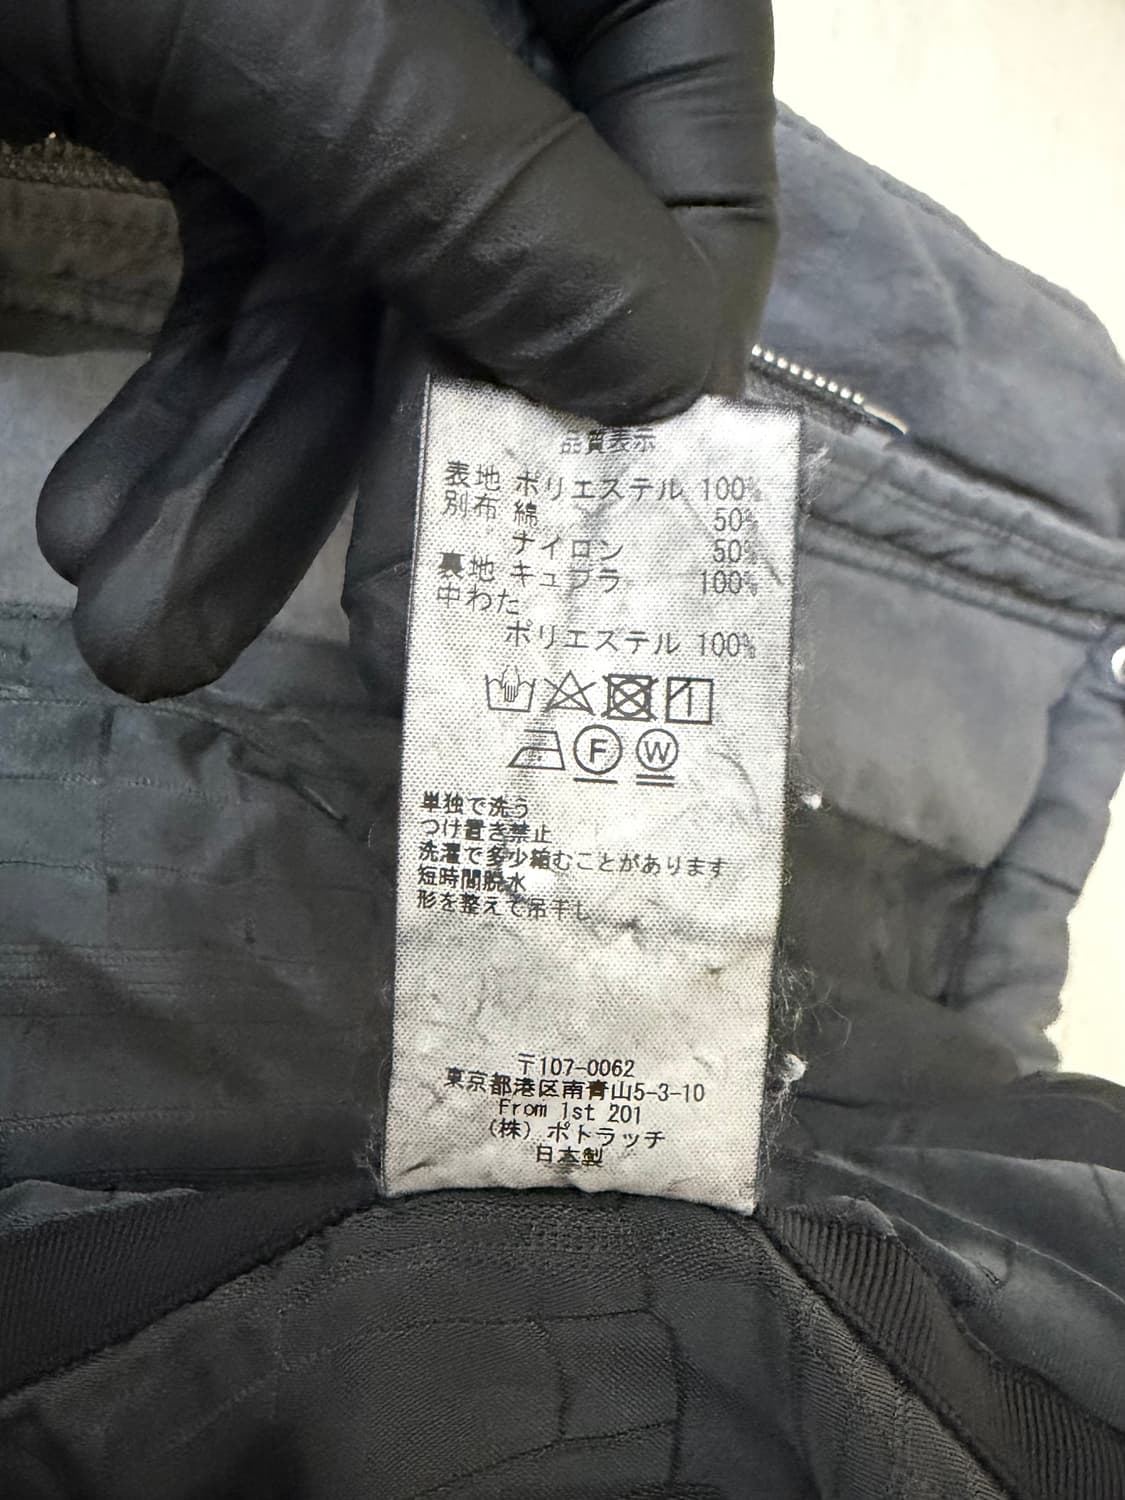 品質表示
表地 ポリエステル 100%
別布 綿 50%
ナイロン 50%
裏地 キュプラ 100%
中わた
ポリエステル 100%
F W
単独で洗う
つけ置き禁止
洗濯で多少縮むことがあります
短時間脱水
形を整えて吊干し
〒107-0062
東京都港区南青山5-3-10
From 1st 201
(株) ポトラッチ
日本製